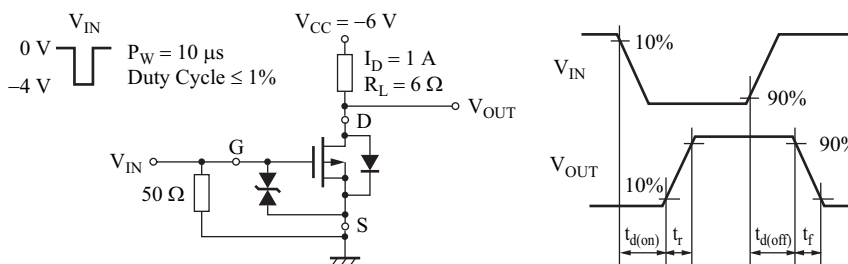 V_IN
0 V
−4 V
P_W = 10 μs
Duty Cycle ≤ 1%
V_CC = −6 V
I_D = 1 A
R_L = 6 Ω
V_OUT
D
V_IN
G
50 Ω
S
V_IN
10%
90%
V_OUT
90%
10%
t_d(on) t_r t_d(off) t_f